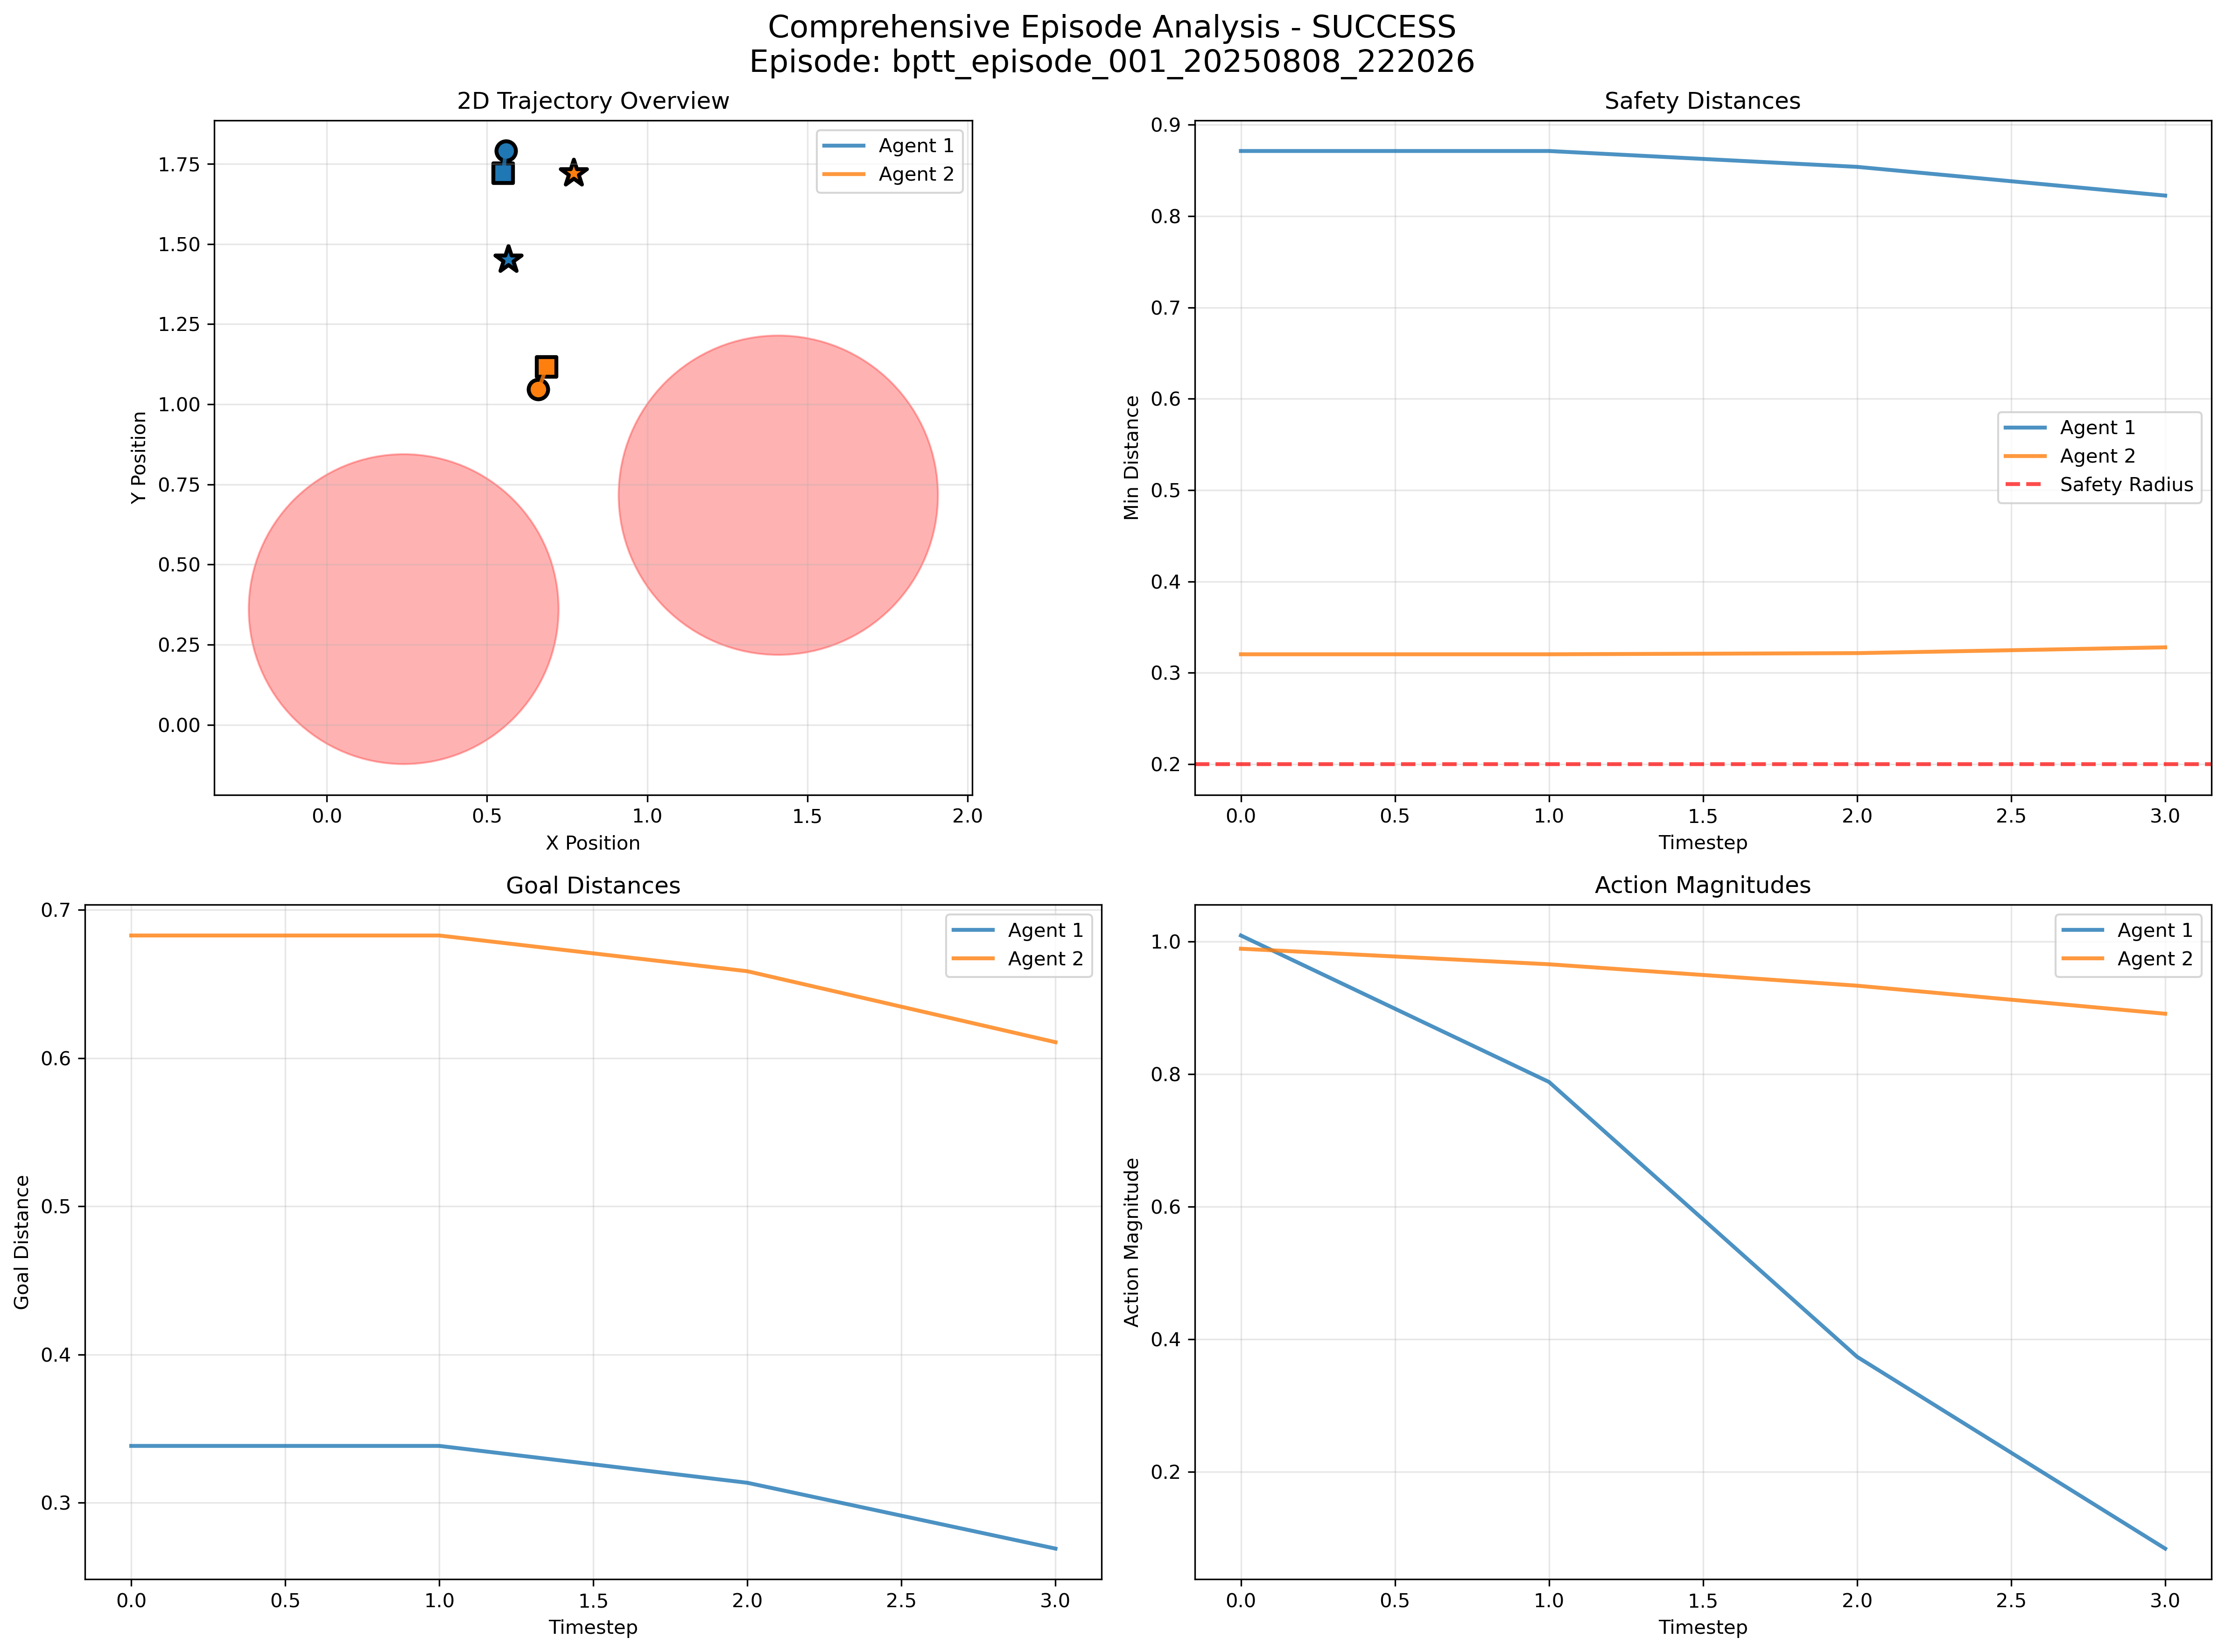 Comprehensive Episode Analysis - SUCCESS
Episode: bptt_episode_001_20250808_222026
2D Trajectory Overview
Agent 1
Agent 2
1.75
1.50
1.25
1.00
0.75
0.50
0.25
0.00
Y Position
0.0
0.5
1.0
1.5
2.0
X Position
Safety Distances
0.9
0.8
0.7
0.6
0.5
0.4
0.3
0.2
Min Distance
Agent 1
Agent 2
Safety Radius
0.0
0.5
1.0
1.5
2.0
2.5
3.0
Timestep
Goal Distances
0.7
0.6
0.5
0.4
0.3
Goal Distance
Agent 1
Agent 2
0.0
0.5
1.0
1.5
2.0
2.5
3.0
Timestep
Action Magnitudes
1.0
0.8
0.6
0.4
0.2
Action Magnitude
Agent 1
Agent 2
0.0
0.5
1.0
1.5
2.0
2.5
3.0
Timestep